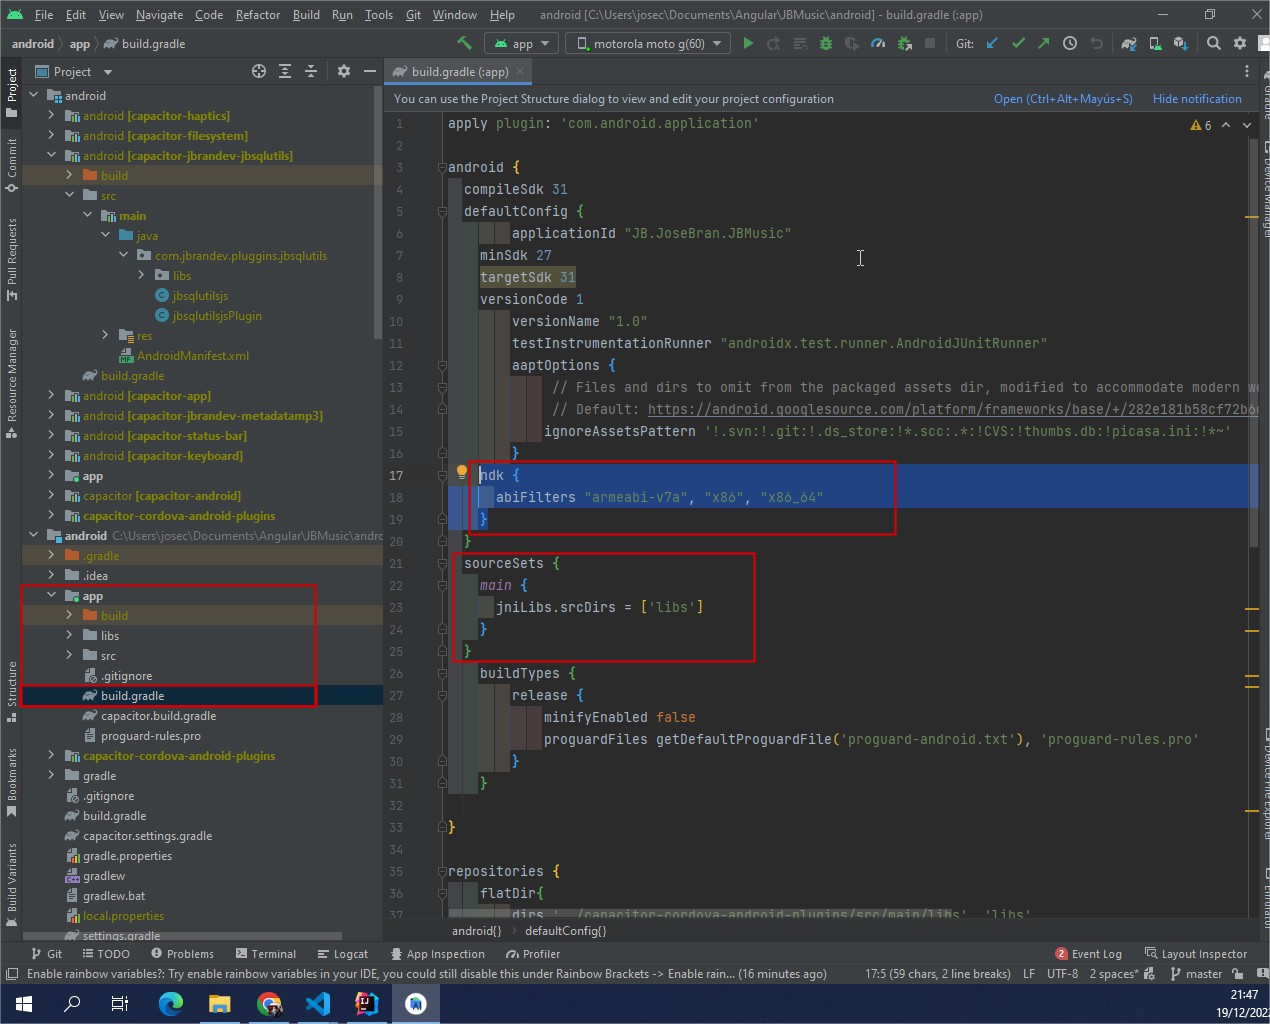 File Edit View Navigate Code Refactor Build Run Tools Git Window Help android [C:\Users\josec\Documents\Angular\JBMusic\android] - build.gradle (:app)
android app build.gradle
app motorola moto g(60) Git:
Project
build.gradle (:app)
You can use the Project Structure dialog to view and edit your project configuration Open (Ctrl+Alt+Mayús+S) Hide notification
Project
Commit
Pull Requests
Resource Manager
Structure
Bookmarks
Build Variants
android
android [capacitor-haptics]
android [capacitor-filesystem]
android [capacitor-jbrandev-jbsqlutils]
build
src
main
java
com.jbrandev.pluggins.jbsqlutils
libs
jbsqlutilsjs
jbsqlutilsjsPlugin
res
AndroidManifest.xml
build.gradle
android [capacitor-app]
android [capacitor-jbrandev-metadatamp3]
android [capacitor-status-bar]
android [capacitor-keyboard]
app
capacitor [capacitor-android]
capacitor-cordova-android-plugins
android C:\Users\josec\Documents\Angular\JBMusic\andro
.gradle
.idea
app
build
libs
src
.gitignore
build.gradle
capacitor.build.gradle
proguard-rules.pro
capacitor-cordova-android-plugins
gradle
.gitignore
build.gradle
capacitor.settings.gradle
gradle.properties
gradlew
gradlew.bat
local.properties
settings.gradle
6
1 apply plugin: 'com.android.application'
2
3 android {
4 compileSdk 31
5 defaultConfig {
6 applicationId "JB.JoseBran.JBMusic"
7 minSdk 27
8 targetSdk 31
9 versionCode 1
10 versionName "1.0"
11 testInstrumentationRunner "androidx.test.runner.AndroidJUnitRunner"
12 aaptOptions {
13 // Files and dirs to omit from the packaged assets dir, modified to accommodate modern w
14 // Default: https://android.googlesource.com/platform/frameworks/base/+/282e181b58cf72b6
15 ignoreAssetsPattern '!.svn:!.git:!.ds_store:!*.scc:.*:!CVS:!thumbs.db:!picasa.ini:!*~'
16 }
17 ndk {
18 abiFilters "armeabi-v7a", "x86", "x86_64"
19 }
20 }
21 sourceSets {
22 main {
23 jniLibs.srcDirs = ['libs']
24 }
25 }
26 buildTypes {
27 release {
28 minifyEnabled false
29 proguardFiles getDefaultProguardFile('proguard-android.txt'), 'proguard-rules.pro'
30 }
31 }
32
33 }
34
35 repositories {
36 flatDir{
37 dirs '../capacitor-cordova-android-plugins/src/main/libs', 'libs'
Device Manager
Device File Explorer
Emulator
android{} defaultConfig{}
Git TODO Problems Terminal Logcat App Inspection Profiler 2 Event Log Layout Inspector
Enable rainbow variables?: Try enable rainbow variables in your IDE, you could still disable this under Rainbow Brackets -> Enable rain... (16 minutes ago) 17:5 (59 chars, 2 line breaks) LF UTF-8 2 spaces* master
21:47
19/12/202